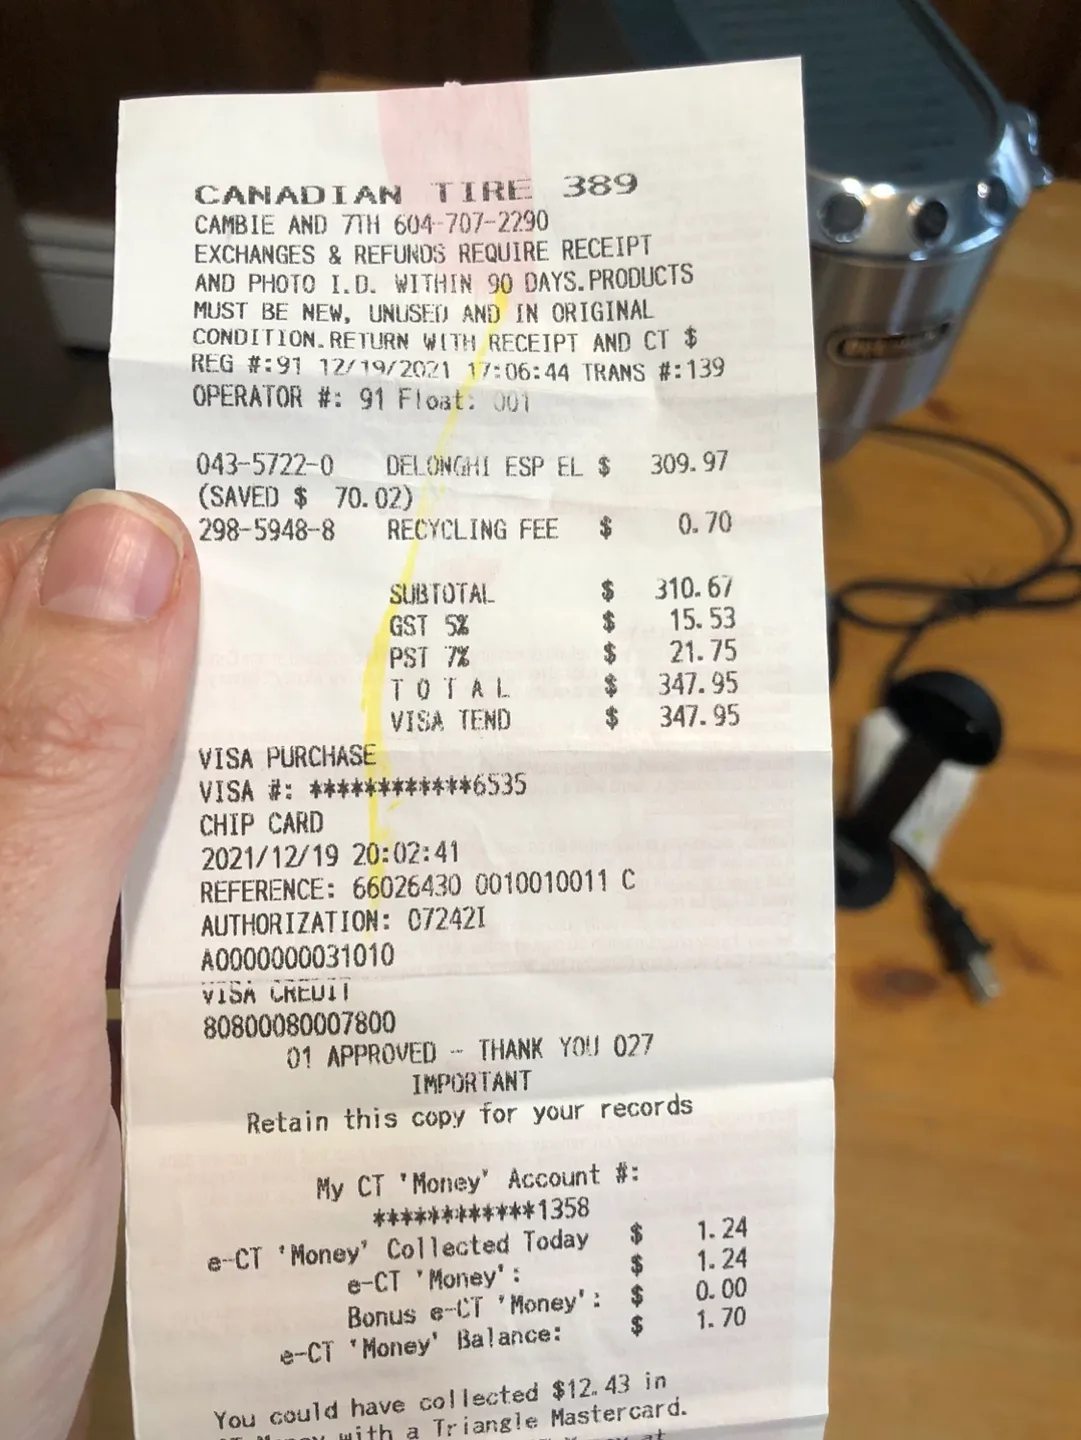 CANADIAN TIRE 389
CAMBIE AND 7TH 604-707-2290
EXCHANGES & REFUNDS REQUIRE RECEIPT
AND PHOTO I.D. WITHIN 90 DAYS.PRODUCTS
MUST BE NEW, UNUSED AND IN ORIGINAL
CONDITION.RETURN WITH RECEIPT AND CT $
REG #:91 12/19/2021 17:06:44 TRANS #:139
OPERATOR #: 91 Float: 001
043-5722-0 DELONGHI ESP EL $ 309.97
(SAVED $ 70.02)
298-5948-8 RECYCLING FEE $ 0.70
SUBTOTAL $ 310.67
GST 5% $ 15.53
PST 7% $ 21.75
T O T A L $ 347.95
VISA TEND $ 347.95
VISA PURCHASE
VISA #: ************6535
CHIP CARD
2021/12/19 20:02:41
REFERENCE: 66026430 0010010011 C
AUTHORIZATION: 07242I
A0000000031010
VISA CREDIT
80800080007800
01 APPROVED -- THANK YOU 027
IMPORTANT
Retain this copy for your records
My CT 'Money' Account #:
************1358
e-CT 'Money' Collected Today $ 1.24
e-CT 'Money': $ 1.24
Bonus e-CT 'Money': $ 0.00
e-CT 'Money' Balance: $ 1.70
You could have collected $12.43 in
CT Money with a Triangle Mastercard.